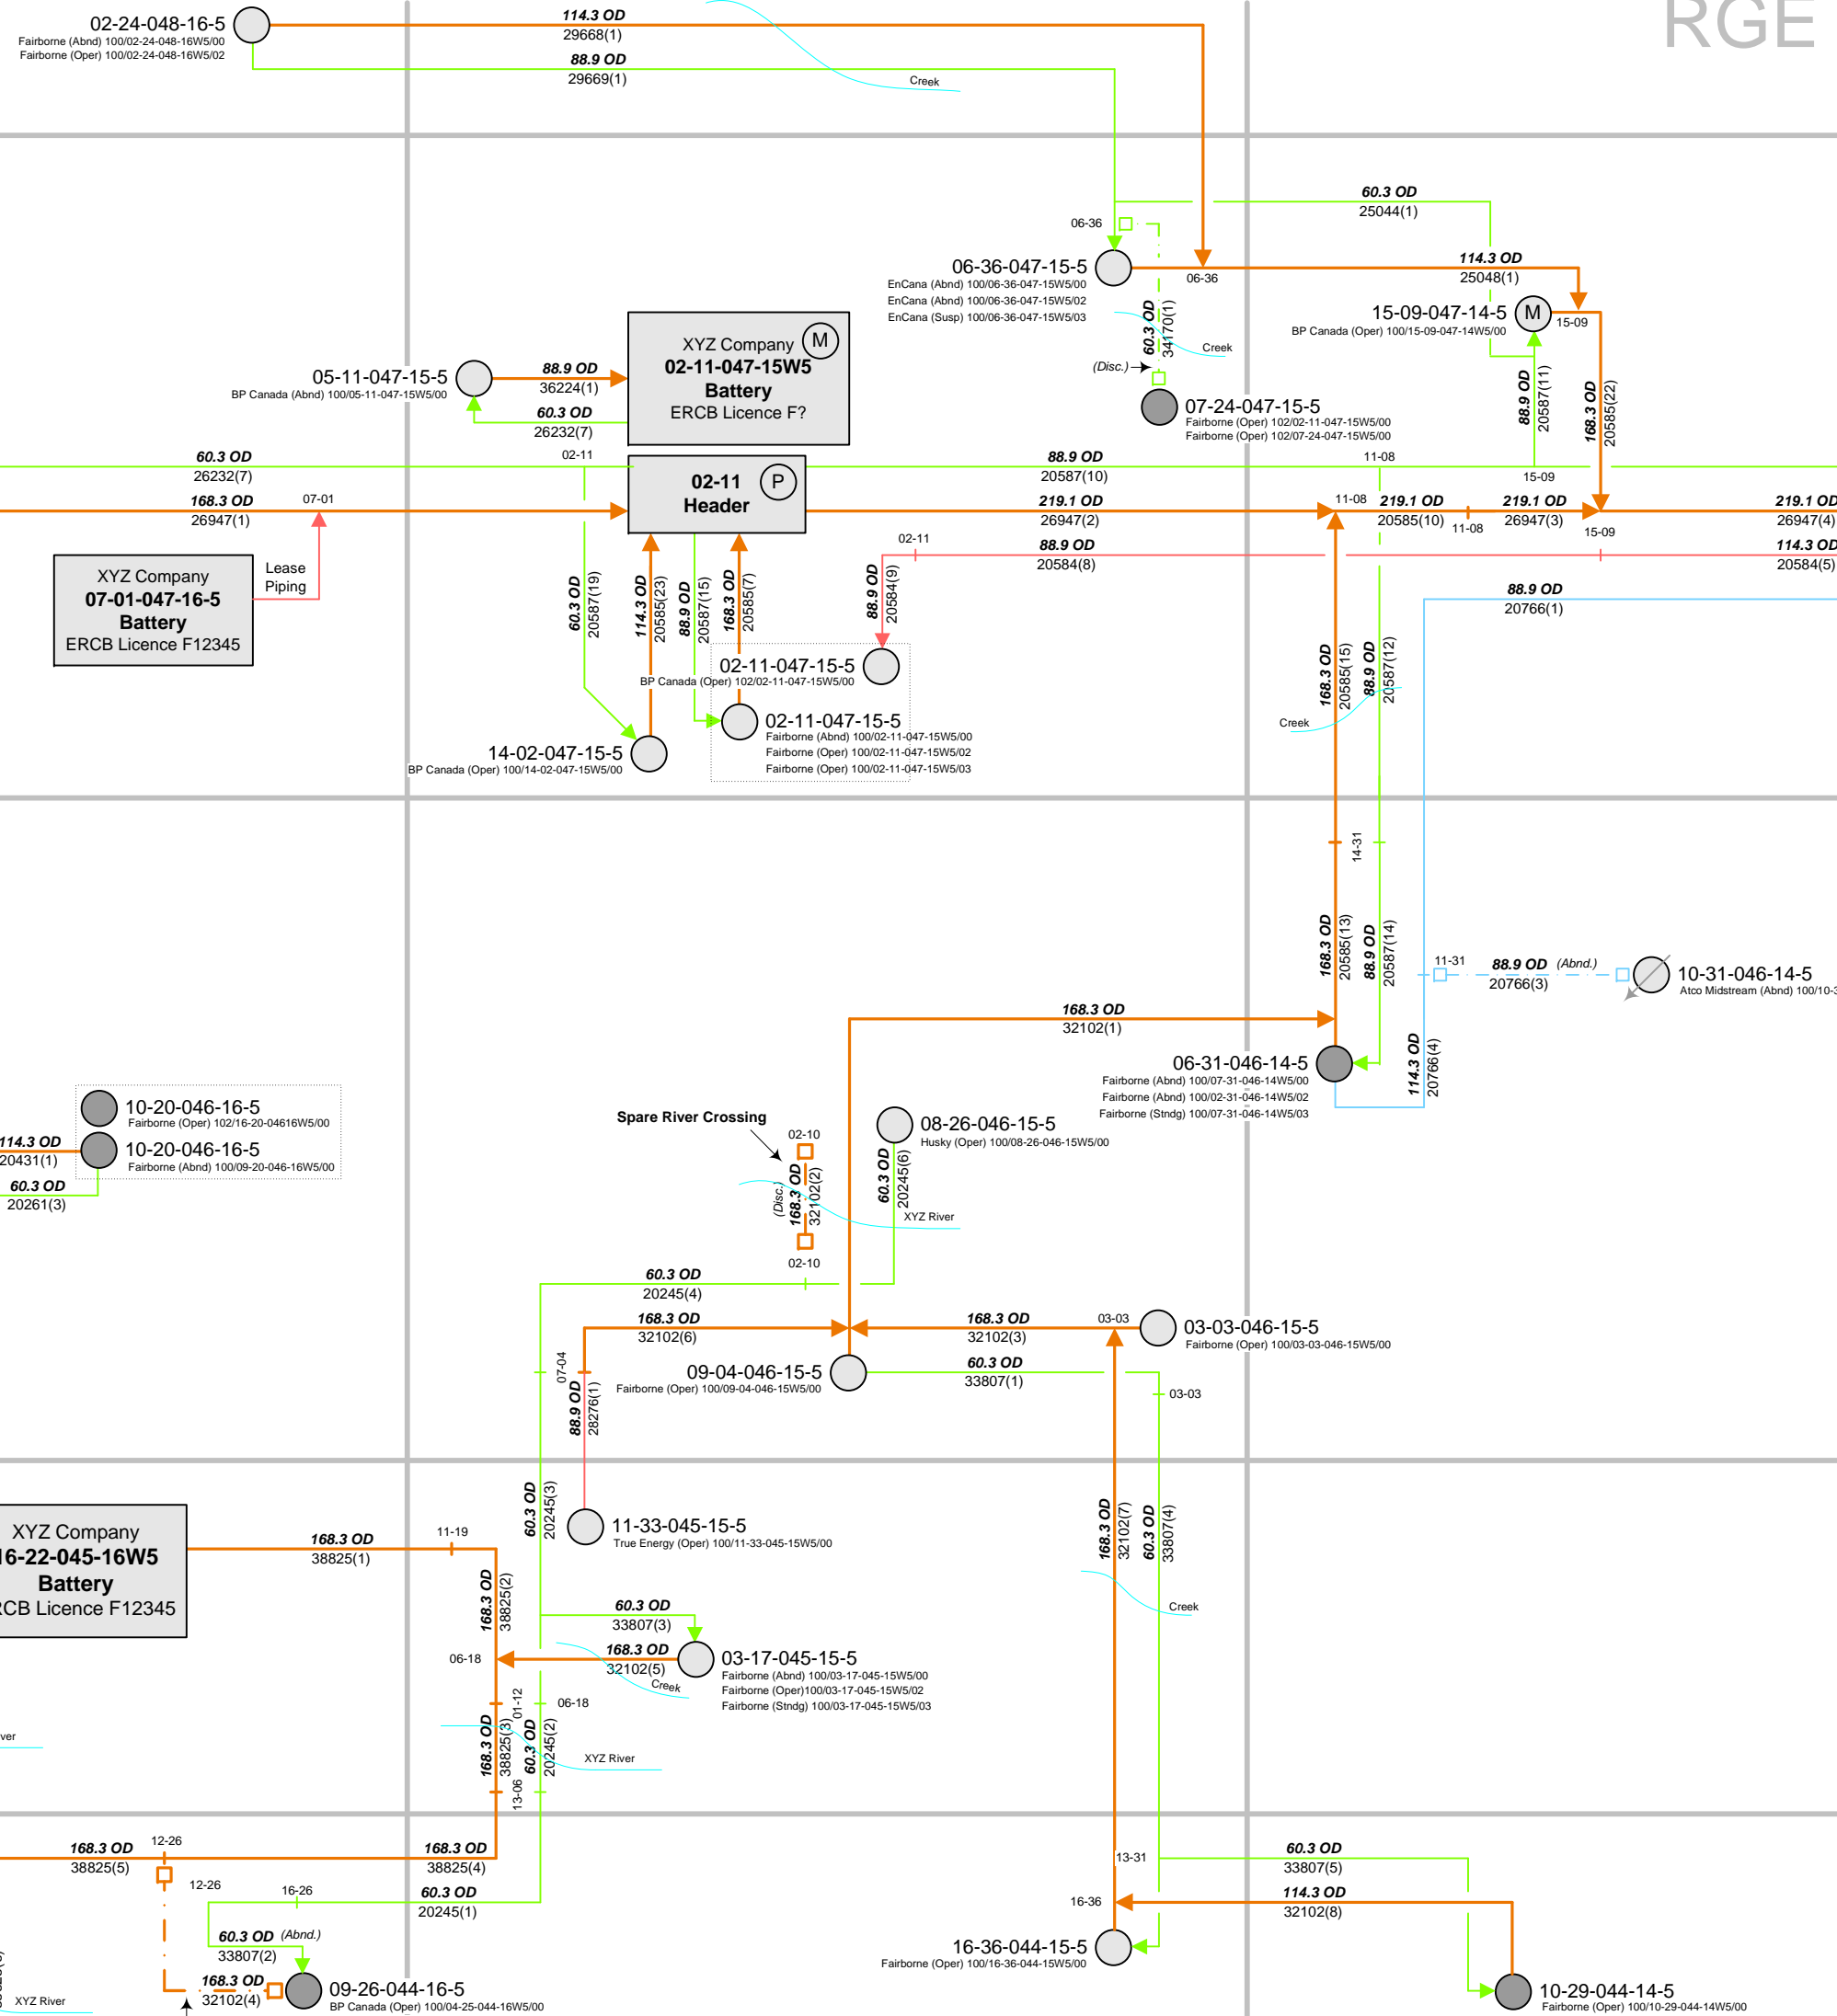 RGE
02-24-048-16-5
Fairborne (Abnd) 100/02-24-048-16W5/00
Fairborne (Oper) 100/02-24-048-16W5/02
114.3 OD
29668(1)
88.9 OD
29669(1)
Creek
60.3 OD
25044(1)
06-36
06-36-047-15-5
EnCana (Abnd) 100/06-36-047-15W5/00
EnCana (Abnd) 100/06-36-047-15W5/02
EnCana (Susp) 100/06-36-047-15W5/03
06-36
114.3 OD
25048(1)
60.3 OD
34170(1)
Creek
(Disc.)
15-09-047-14-5
BP Canada (Oper) 100/15-09-047-14W5/00
M
15-09
XYZ Company
M
02-11-047-15W5
Battery
ERCB Licence F?
05-11-047-15-5
BP Canada (Abnd) 100/05-11-047-15W5/00
88.9 OD
36224(1)
60.3 OD
26232(7)
07-24-047-15-5
Fairborne (Oper) 102/02-11-047-15W5/00
Fairborne (Oper) 102/07-24-047-15W5/00
88.9 OD
20587(11)
168.3 OD
20585(22)
60.3 OD
26232(7)
02-11
02-11
Header
P
88.9 OD
20587(10)
11-08
15-09
168.3 OD
26947(1)
07-01
219.1 OD
26947(2)
11-08
219.1 OD
20585(10)
11-08
219.1 OD
26947(3)
15-09
219.1 OD
26947(4)
XYZ Company
07-01-047-16-5
Battery
ERCB Licence F12345
Lease
Piping
02-11
88.9 OD
20584(8)
114.3 OD
20584(5)
88.9 OD
20584(9)
88.9 OD
20766(1)
60.3 OD
20587(19)
114.3 OD
20585(23)
88.9 OD
20587(15)
168.3 OD
20585(7)
02-11-047-15-5
BP Canada (Oper) 102/02-11-047-15W5/00
02-11-047-15-5
Fairborne (Abnd) 100/02-11-047-15W5/00
Fairborne (Oper) 100/02-11-047-15W5/02
Fairborne (Oper) 100/02-11-047-15W5/03
14-02-047-15-5
BP Canada (Oper) 100/14-02-047-15W5/00
168.3 OD
20585(15)
88.9 OD
20587(12)
Creek
14-31
168.3 OD
20585(13)
88.9 OD
20587(14)
11-31
88.9 OD
(Abnd.)
20766(3)
10-31-046-14-5
Atco Midstream (Abnd) 100/10-3
168.3 OD
32102(1)
114.3 OD
20766(4)
06-31-046-14-5
Fairborne (Abnd) 100/07-31-046-14W5/00
Fairborne (Abnd) 100/02-31-046-14W5/02
Fairborne (Stndg) 100/07-31-046-14W5/03
10-20-046-16-5
Fairborne (Oper) 102/16-20-04616W5/00
10-20-046-16-5
Fairborne (Abnd) 100/09-20-046-16W5/00
114.3 OD
20431(1)
60.3 OD
20261(3)
Spare River Crossing
02-10
(Disc.)
168.3 OD
32102(2)
02-10
08-26-046-15-5
Husky (Oper) 100/08-26-046-15W5/00
60.3 OD
20245(6)
XYZ River
60.3 OD
20245(4)
168.3 OD
32102(6)
168.3 OD
32102(3)
03-03
03-03-046-15-5
Fairborne (Oper) 100/03-03-046-15W5/00
07-04
88.9 OD
28276(1)
09-04-046-15-5
Fairborne (Oper) 100/09-04-046-15W5/00
60.3 OD
33807(1)
03-03
XYZ Company
16-22-045-16W5
Battery
RCB Licence F12345
168.3 OD
38825(1)
11-19
60.3 OD
20245(3)
11-33-045-15-5
True Energy (Oper) 100/11-33-045-15W5/00
168.3 OD
32102(7)
60.3 OD
33807(4)
Creek
168.3 OD
38825(2)
60.3 OD
33807(3)
06-18
168.3 OD
32102(5)
Creek
03-17-045-15-5
Fairborne (Abnd) 100/03-17-045-15W5/00
Fairborne (Oper)100/03-17-045-15W5/02
Fairborne (Stndg) 100/03-17-045-15W5/03
01-12
06-18
168.3 OD
38825(3)
60.3 OD
20245(2)
XYZ River
13-06
ver
168.3 OD
38825(5)
12-26
168.3 OD
38825(4)
12-26
16-26
60.3 OD
20245(1)
60.3 OD
(Abnd.)
33807(2)
168.3 OD
32102(4)
09-26-044-16-5
BP Canada (Oper) 100/04-25-044-16W5/00
XYZ River
13-31
60.3 OD
33807(5)
16-36
114.3 OD
32102(8)
16-36-044-15-5
Fairborne (Oper) 100/16-36-044-15W5/00
10-29-044-14-5
Fairborne (Oper) 100/10-29-044-14W5/00